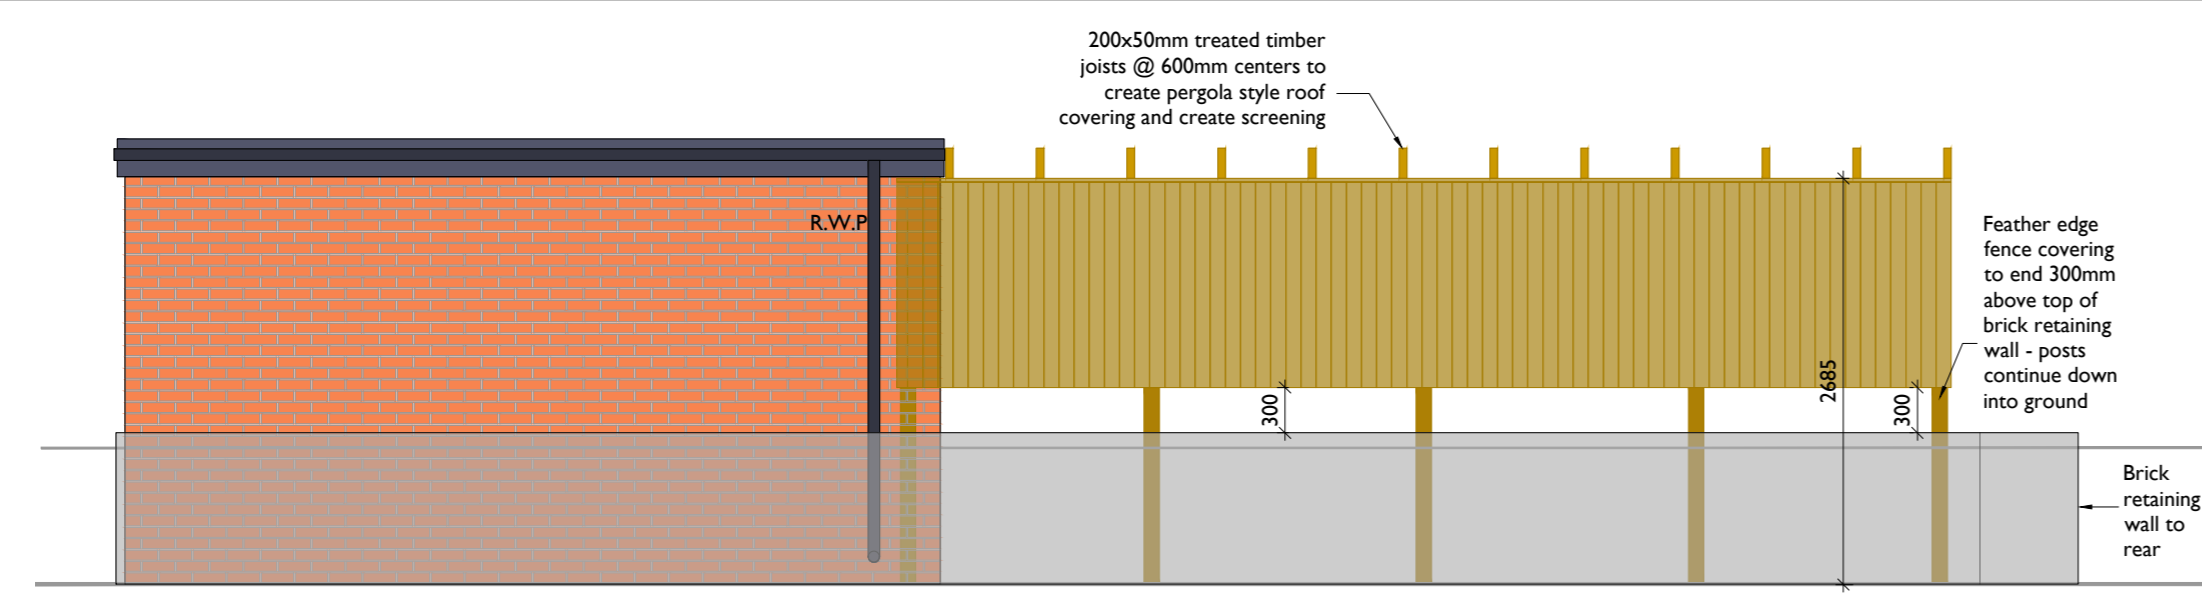 200x50mm treated timber
joists @ 600mm centers to
create pergola style roof
covering and create screening
R.W.P
Feather edge
fence covering
to end 300mm
above top of
brick retaining
wall - posts
continue down
into ground
2685
300
300
Brick
retaining
wall to
rear